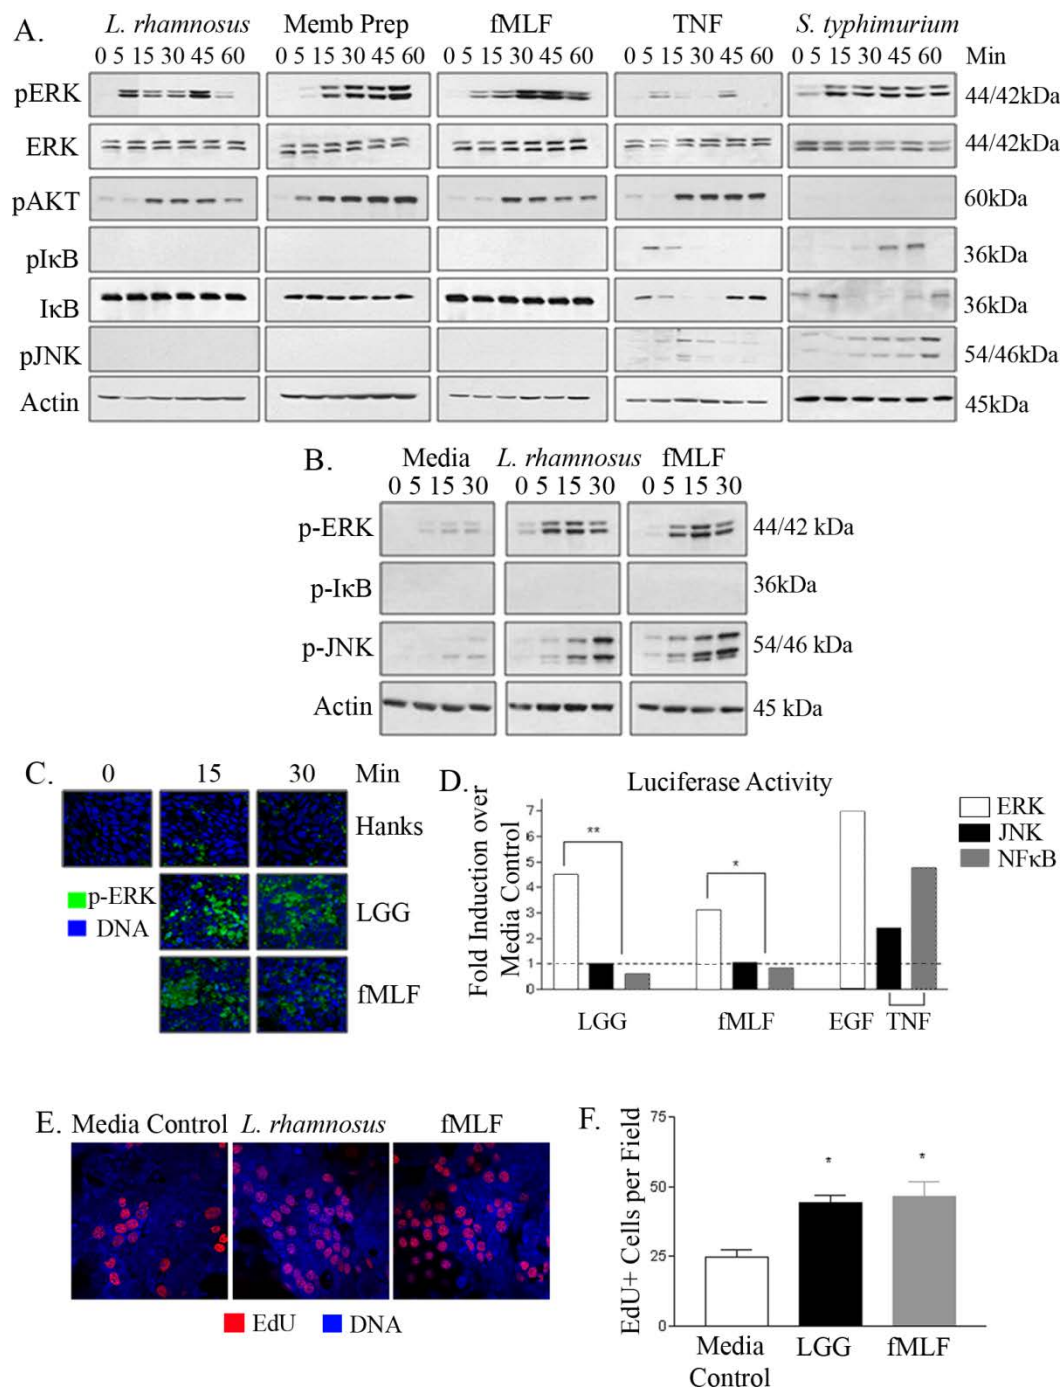 A. L. rhamnosus Memb Prep fMLF TNF S. typhimurium
0 5 15 30 45 60 0 5 15 30 45 60 0 5 15 30 45 60 0 5 15 30 45 60 0 5 15 30 45 60 Min
pERK 44/42kDa
ERK 44/42kDa
pAKT 60kDa
pIκB 36kDa
IκB 36kDa
pJNK 54/46kDa
Actin 45kDa
B. Media L. rhamnosus fMLF
0 5 15 30 0 5 15 30 0 5 15 30
p-ERK 44/42 kDa
p-IκB 36kDa
p-JNK 54/46 kDa
Actin 45 kDa
C. 0 15 30 Min
Hanks
p-ERK
DNA
LGG
fMLF
D. Luciferase Activity
Fold Induction over
Media Control
7
6
5
4
3
2
1
0
** *
LGG fMLF EGF TNF
ERK
JNK
NFκB
E. Media Control L. rhamnosus fMLF
EdU DNA
F.
EdU+ Cells per Field
75
50
25
0
* *
Media
Control
LGG fMLF